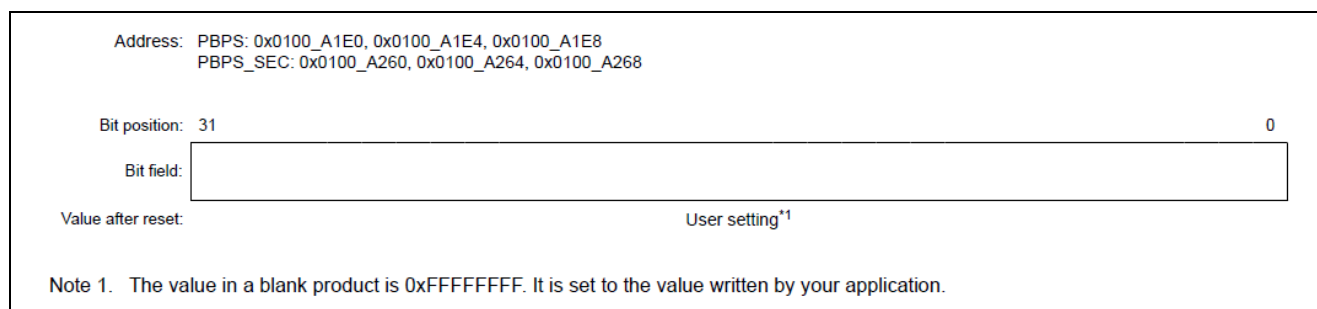 Address: PBPS: 0x0100_A1E0, 0x0100_A1E4, 0x0100_A1E8
PBPS_SEC: 0x0100_A260, 0x0100_A264, 0x0100_A268
Bit position: 31 0
Bit field:
Value after reset: User setting*1
Note 1. The value in a blank product is 0xFFFFFFFF. It is set to the value written by your application.